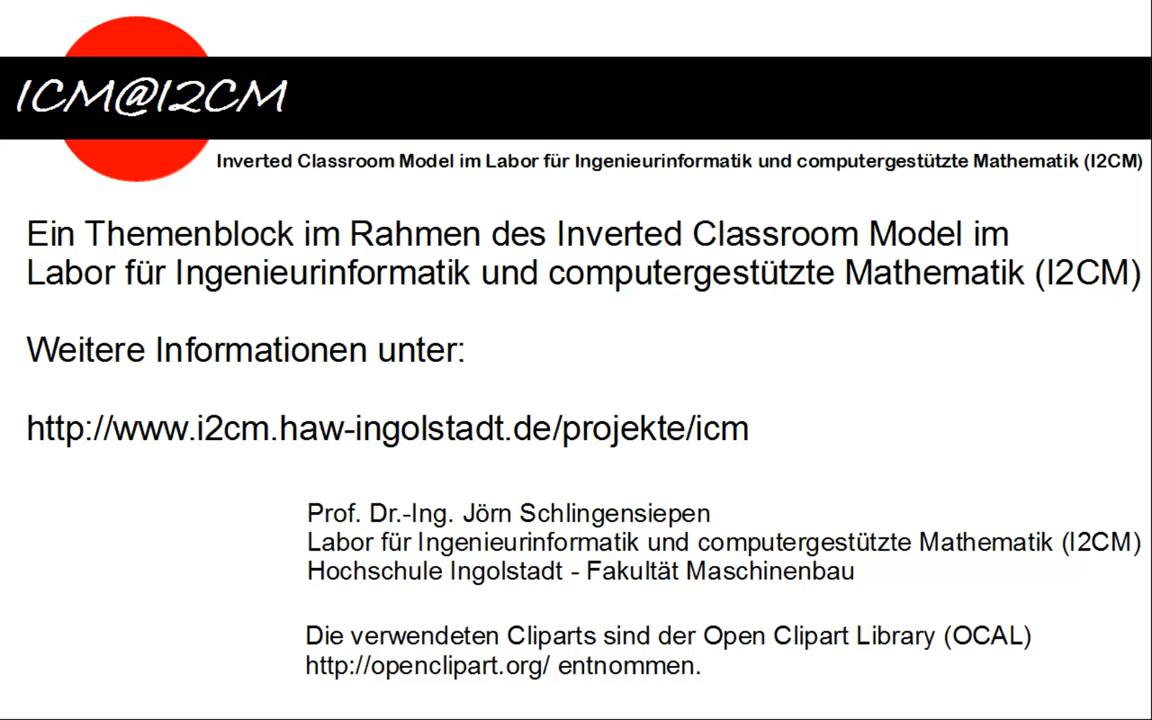 ICM@I2CM
Inverted Classroom Model im Labor für Ingenieurinformatik und computergestützte Mathematik (I2CM)
Ein Themenblock im Rahmen des Inverted Classroom Model im
Labor für Ingenieurinformatik und computergestützte Mathematik (I2CM)
Weitere Informationen unter:
http://www.i2cm.haw-ingolstadt.de/projekte/icm
Prof. Dr.-Ing. Jörn Schlingensiepen
Labor für Ingenieurinformatik und computergestützte Mathematik (I2CM)
Hochschule Ingolstadt - Fakultät Maschinenbau
Die verwendeten Cliparts sind der Open Clipart Library (OCAL)
http://openclipart.org/ entnommen.